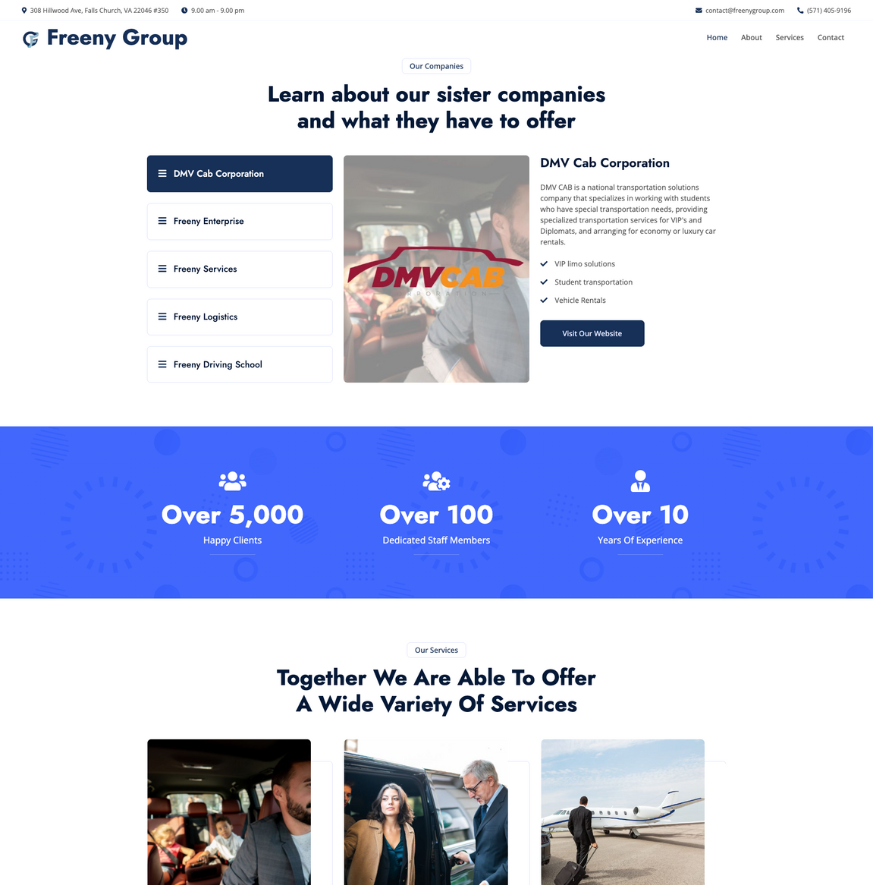 308 Hillwood Ave, Falls Church, VA 22046 #350
9.00 am - 9.00 pm
contact@freenygroup.com
(571) 405-9196
Freeny Group
Home
About
Services
Contact
Our Companies
Learn about our sister companies
and what they have to offer
DMV Cab Corporation
Freeny Enterprise
Freeny Services
Freeny Logistics
Freeny Driving School
DMVCAB
DMV Cab Corporation
DMV CAB is a national transportation solutions
company that specializes in working with students
who have special transportation needs, providing
specialized transportation services for VIP's and
Diplomats, and arranging for economy or luxury car
rentals.
VIP limo solutions
Student transportation
Vehicle Rentals
Visit Our Website
Over 5,000
Happy Clients
Over 100
Dedicated Staff Members
Over 10
Years Of Experience
Our Services
Together We Are Able To Offer
A Wide Variety Of Services